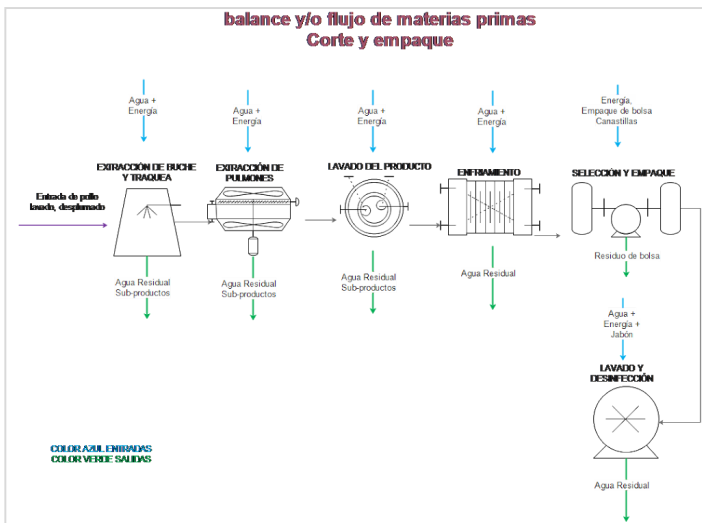 balance y/o flujo de materias primas
Corte y empaque
Agua +
Energía
Agua +
Energía
Agua +
Energía
Agua +
Energía
Energía,
Empaque de bolsa
Canastillas
EXTRACCIÓN DE BUCHE
Y TRAQUEA
EXTRACCIÓN DE
PULMONES
LAVADO DEL PRODUCTO
ENFRIAMIENTO
SELECCIÓN Y EMPAQUE
Entrada de pollo
lavado, desplumado
Agua Residual
Sub-productos
Agua Residual
Sub-productos
Agua Residual
Sub-productos
Agua Residual
Residuo de bolsa
Agua +
Energía +
Jabón
LAVADO Y
DESINFECCIÓN
Agua Residual
COLOR AZUL ENTRADAS
COLOR VERDE SALIDAS